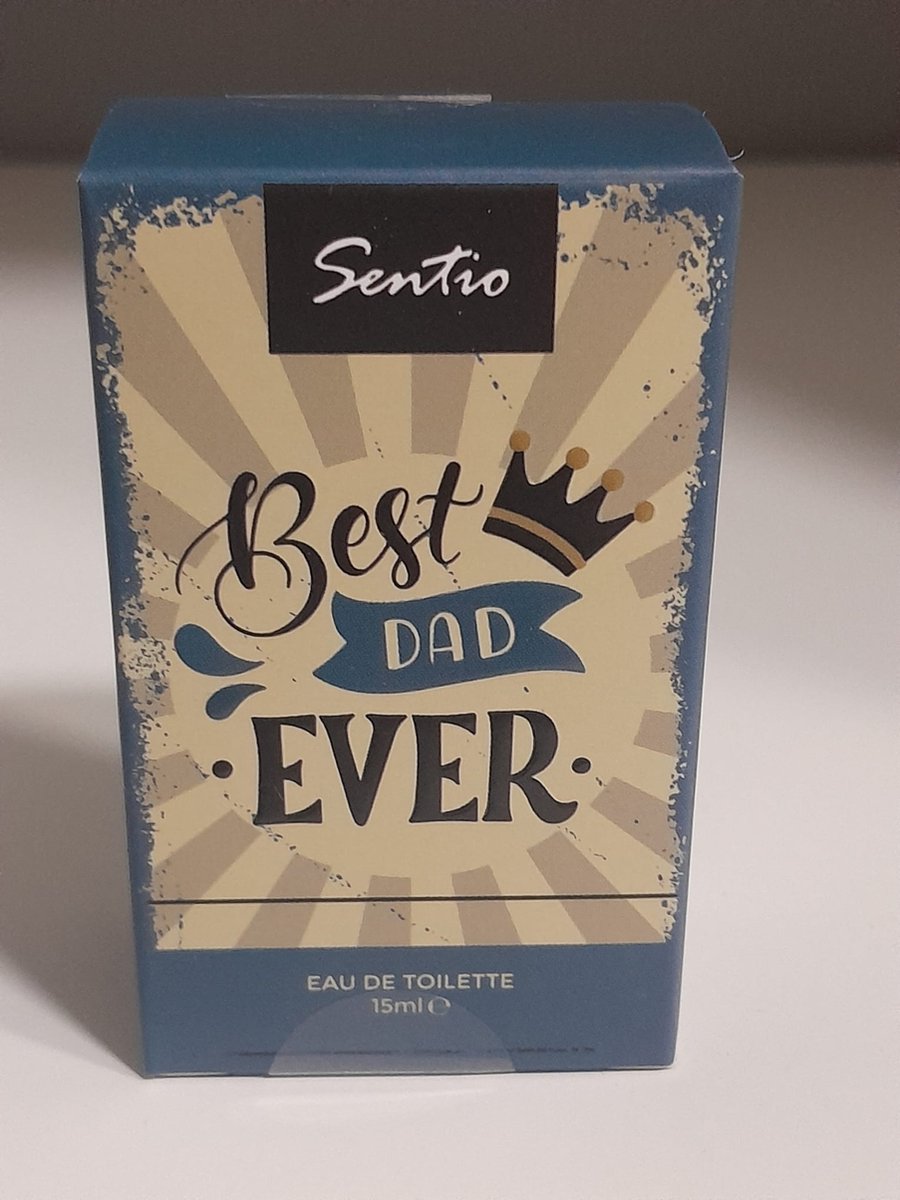 Sentio
Best
DAD
·EVER·
EAU DE TOILETTE
15ml ℮